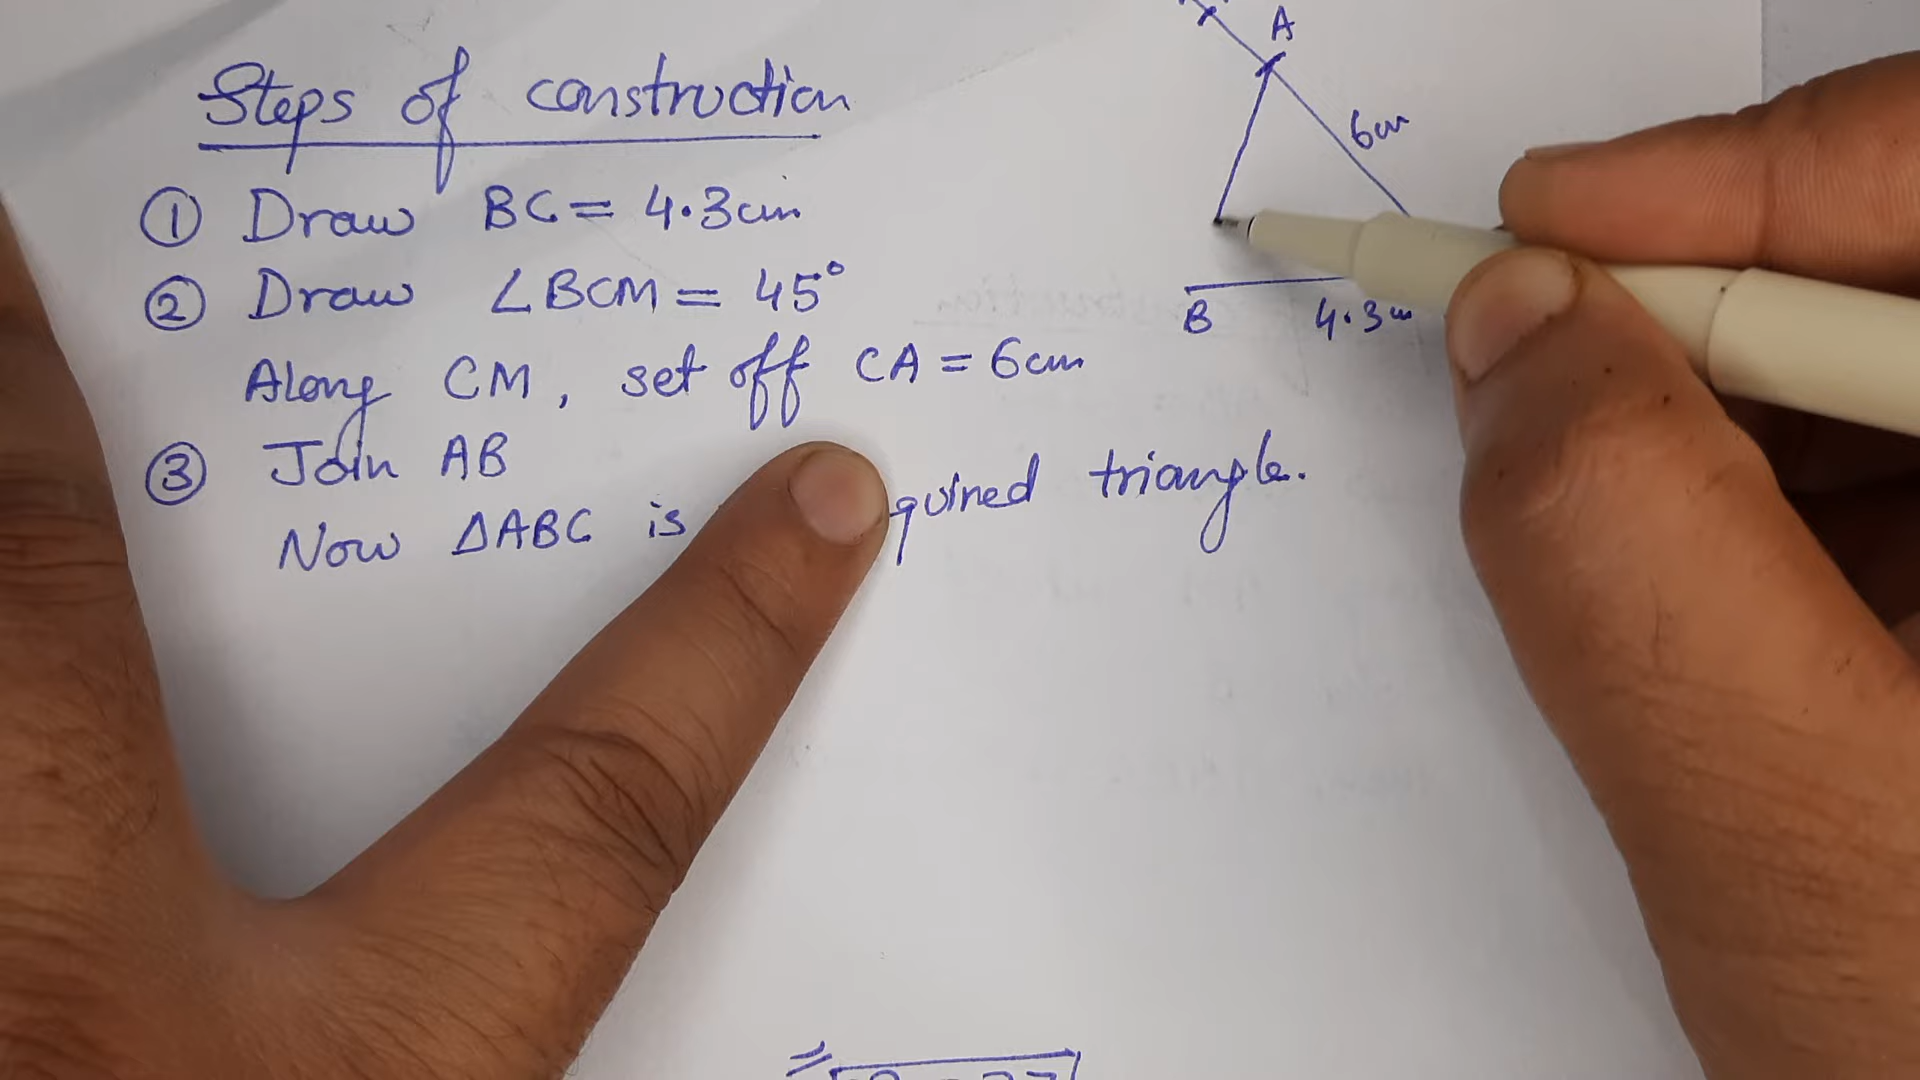 Steps of construction
① Draw BC = 4.3cm
② Draw ∠BCM = 45°
Along CM, set off CA = 6cm
③ Join AB
Now ΔABC is quired triangle.
A
6cm
B 4.3cm